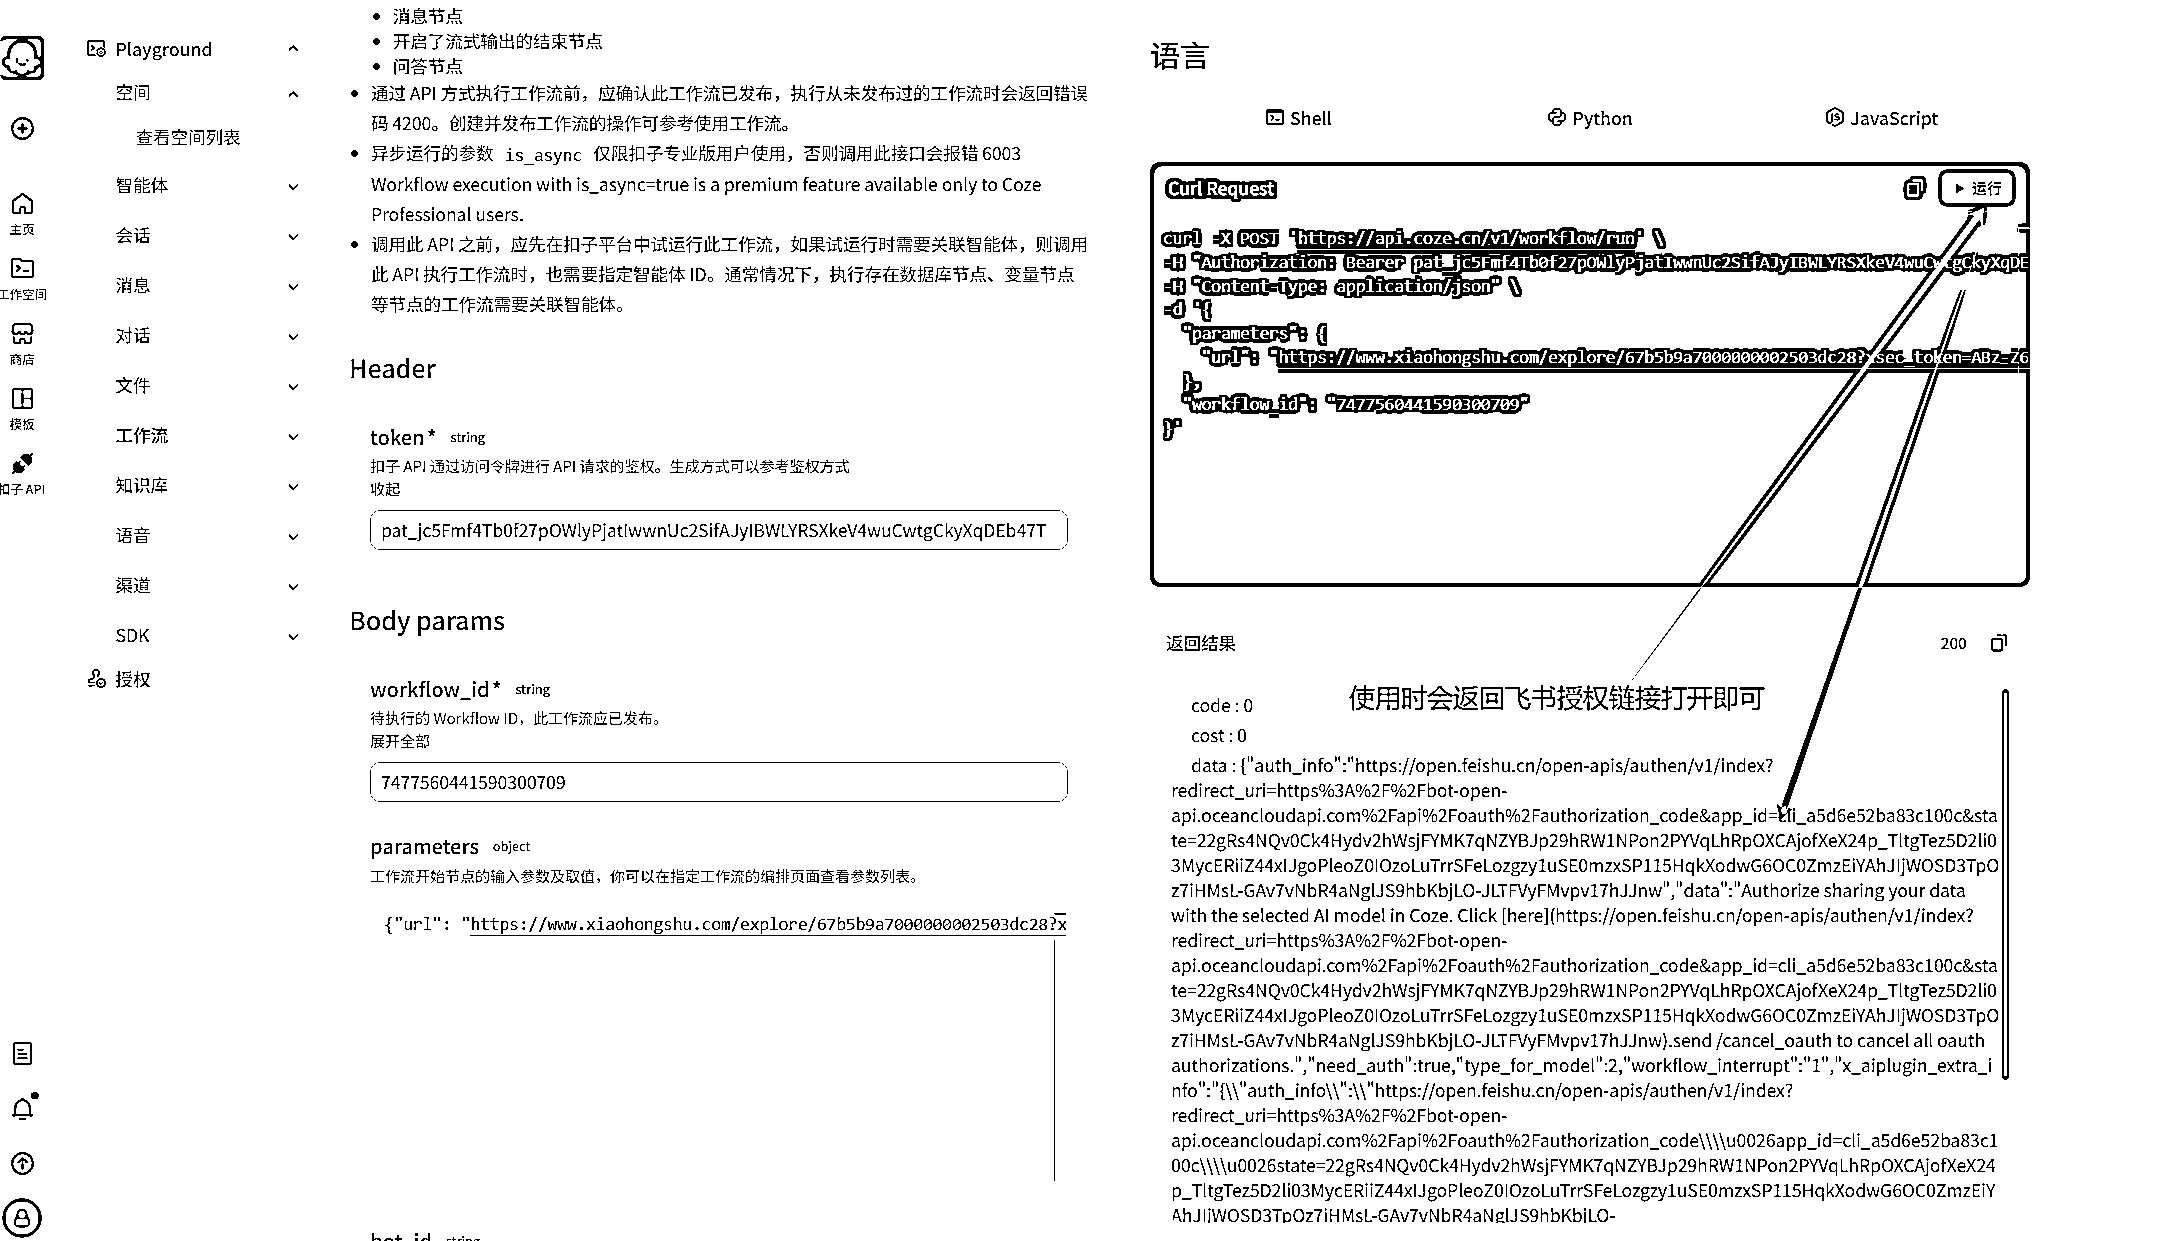 主页
工作空间
商店
模板
扣子 API
Playground
空间
查看空间列表
智能体
会话
消息
对话
文件
工作流
知识库
语音
渠道
SDK
授权
消息节点
开启了流式输出的结束节点
问答节点
通过 API 方式执行工作流前，应确认此工作流已发布，执行从未发布过的工作流时会返回错误
码 4200。创建并发布工作流的操作可参考使用工作流。
异步运行的参数 is_async 仅限扣子专业版用户使用，否则调用此接口会报错 6003
Workflow execution with is_async=true is a premium feature available only to Coze
Professional users.
调用此 API 之前，应先在扣子平台中试运行此工作流，如果试运行时需要关联智能体，则调用
此 API 执行工作流时，也需要指定智能体 ID。通常情况下，执行存在数据库节点、变量节点
等节点的工作流需要关联智能体。
Header
token* string
扣子 API 通过访问令牌进行 API 请求的鉴权。生成方式可以参考鉴权方式
收起
pat_jc5Fmf4Tb0f27pOWlyPjatIwwnUc2SifAJyIBWLYRSXkeV4wuCwtgCkyXqDEb47T
Body params
workflow_id* string
待执行的 Workflow ID，此工作流应已发布。
展开全部
7477560441590300709
parameters object
工作流开始节点的输入参数及取值，你可以在指定工作流的编排页面查看参数列表。
{"url": "https://www.xiaohongshu.com/explore/67b5b9a7000000002503dc28?x
bot_id string
语言
Shell Python JavaScript
Curl Request 运行
curl -X POST 'https://api.coze.cn/v1/workflow/run' \
-H "Authorization: Bearer pat_jc5Fmf4Tb0f27pOWlyPjatIwwnUc2SifAJyIBWLYRSXkeV4wuCwtgCkyXqDE
-H "Content-Type: application/json" \
-d '{
"parameters": {
"url": "https://www.xiaohongshu.com/explore/67b5b9a7000000002503dc28?xsec_token=ABz-Z6
},
"workflow_id": "7477560441590300709"
}'
返回结果 200
使用时会返回飞书授权链接打开即可
code : 0
cost : 0
data : {"auth_info":"https://open.feishu.cn/open-apis/authen/v1/index?
redirect_uri=https%3A%2F%2Fbot-open-
api.oceancloudapi.com%2Fapi%2Foauth%2Fauthorization_code&app_id=cli_a5d6e52ba83c100c&sta
te=22gRs4NQv0Ck4Hydv2hWsjFYMK7qNZYBJp29hRW1NPon2PYVqLhRpOXCAjofXeX24p_TltgTez5D2li0
3MycERiiZ44xIJgoPleoZ0IOzoLuTrrSFeLozgzy1uSE0mzxSP115HqkXodwG6OC0ZmzEiYAhJIjWOSD3TpO
z7iHMsL-GAv7vNbR4aNglJS9hbKbjLO-JLTFVyFMvpv17hJJnw","data":"Authorize sharing your data
with the selected AI model in Coze. Click [here](https://open.feishu.cn/open-apis/authen/v1/index?
redirect_uri=https%3A%2F%2Fbot-open-
api.oceancloudapi.com%2Fapi%2Foauth%2Fauthorization_code&app_id=cli_a5d6e52ba83c100c&sta
te=22gRs4NQv0Ck4Hydv2hWsjFYMK7qNZYBJp29hRW1NPon2PYVqLhRpOXCAjofXeX24p_TltgTez5D2li0
3MycERiiZ44xIJgoPleoZ0IOzoLuTrrSFeLozgzy1uSE0mzxSP115HqkXodwG6OC0ZmzEiYAhJIjWOSD3TpO
z7iHMsL-GAv7vNbR4aNglJS9hbKbjLO-JLTFVyFMvpv17hJJnw).send /cancel_oauth to cancel all oauth
authorizations.","need_auth":true,"type_for_model":2,"workflow_interrupt":"1","x_aiplugin_extra_i
nfo":"{\\"auth_info\\":\\"https://open.feishu.cn/open-apis/authen/v1/index?
redirect_uri=https%3A%2F%2Fbot-open-
api.oceancloudapi.com%2Fapi%2Foauth%2Fauthorization_code\\\\u0026app_id=cli_a5d6e52ba83c1
00c\\\\u0026state=22gRs4NQv0Ck4Hydv2hWsjFYMK7qNZYBJp29hRW1NPon2PYVqLhRpOXCAjofXeX24
p_TltgTez5D2li03MycERiiZ44xIJgoPleoZ0IOzoLuTrrSFeLozgzy1uSE0mzxSP115HqkXodwG6OC0ZmzEiY
AhJIjWOSD3TpOz7iHMsL-GAv7vNbR4aNglJS9hbKbjLO-